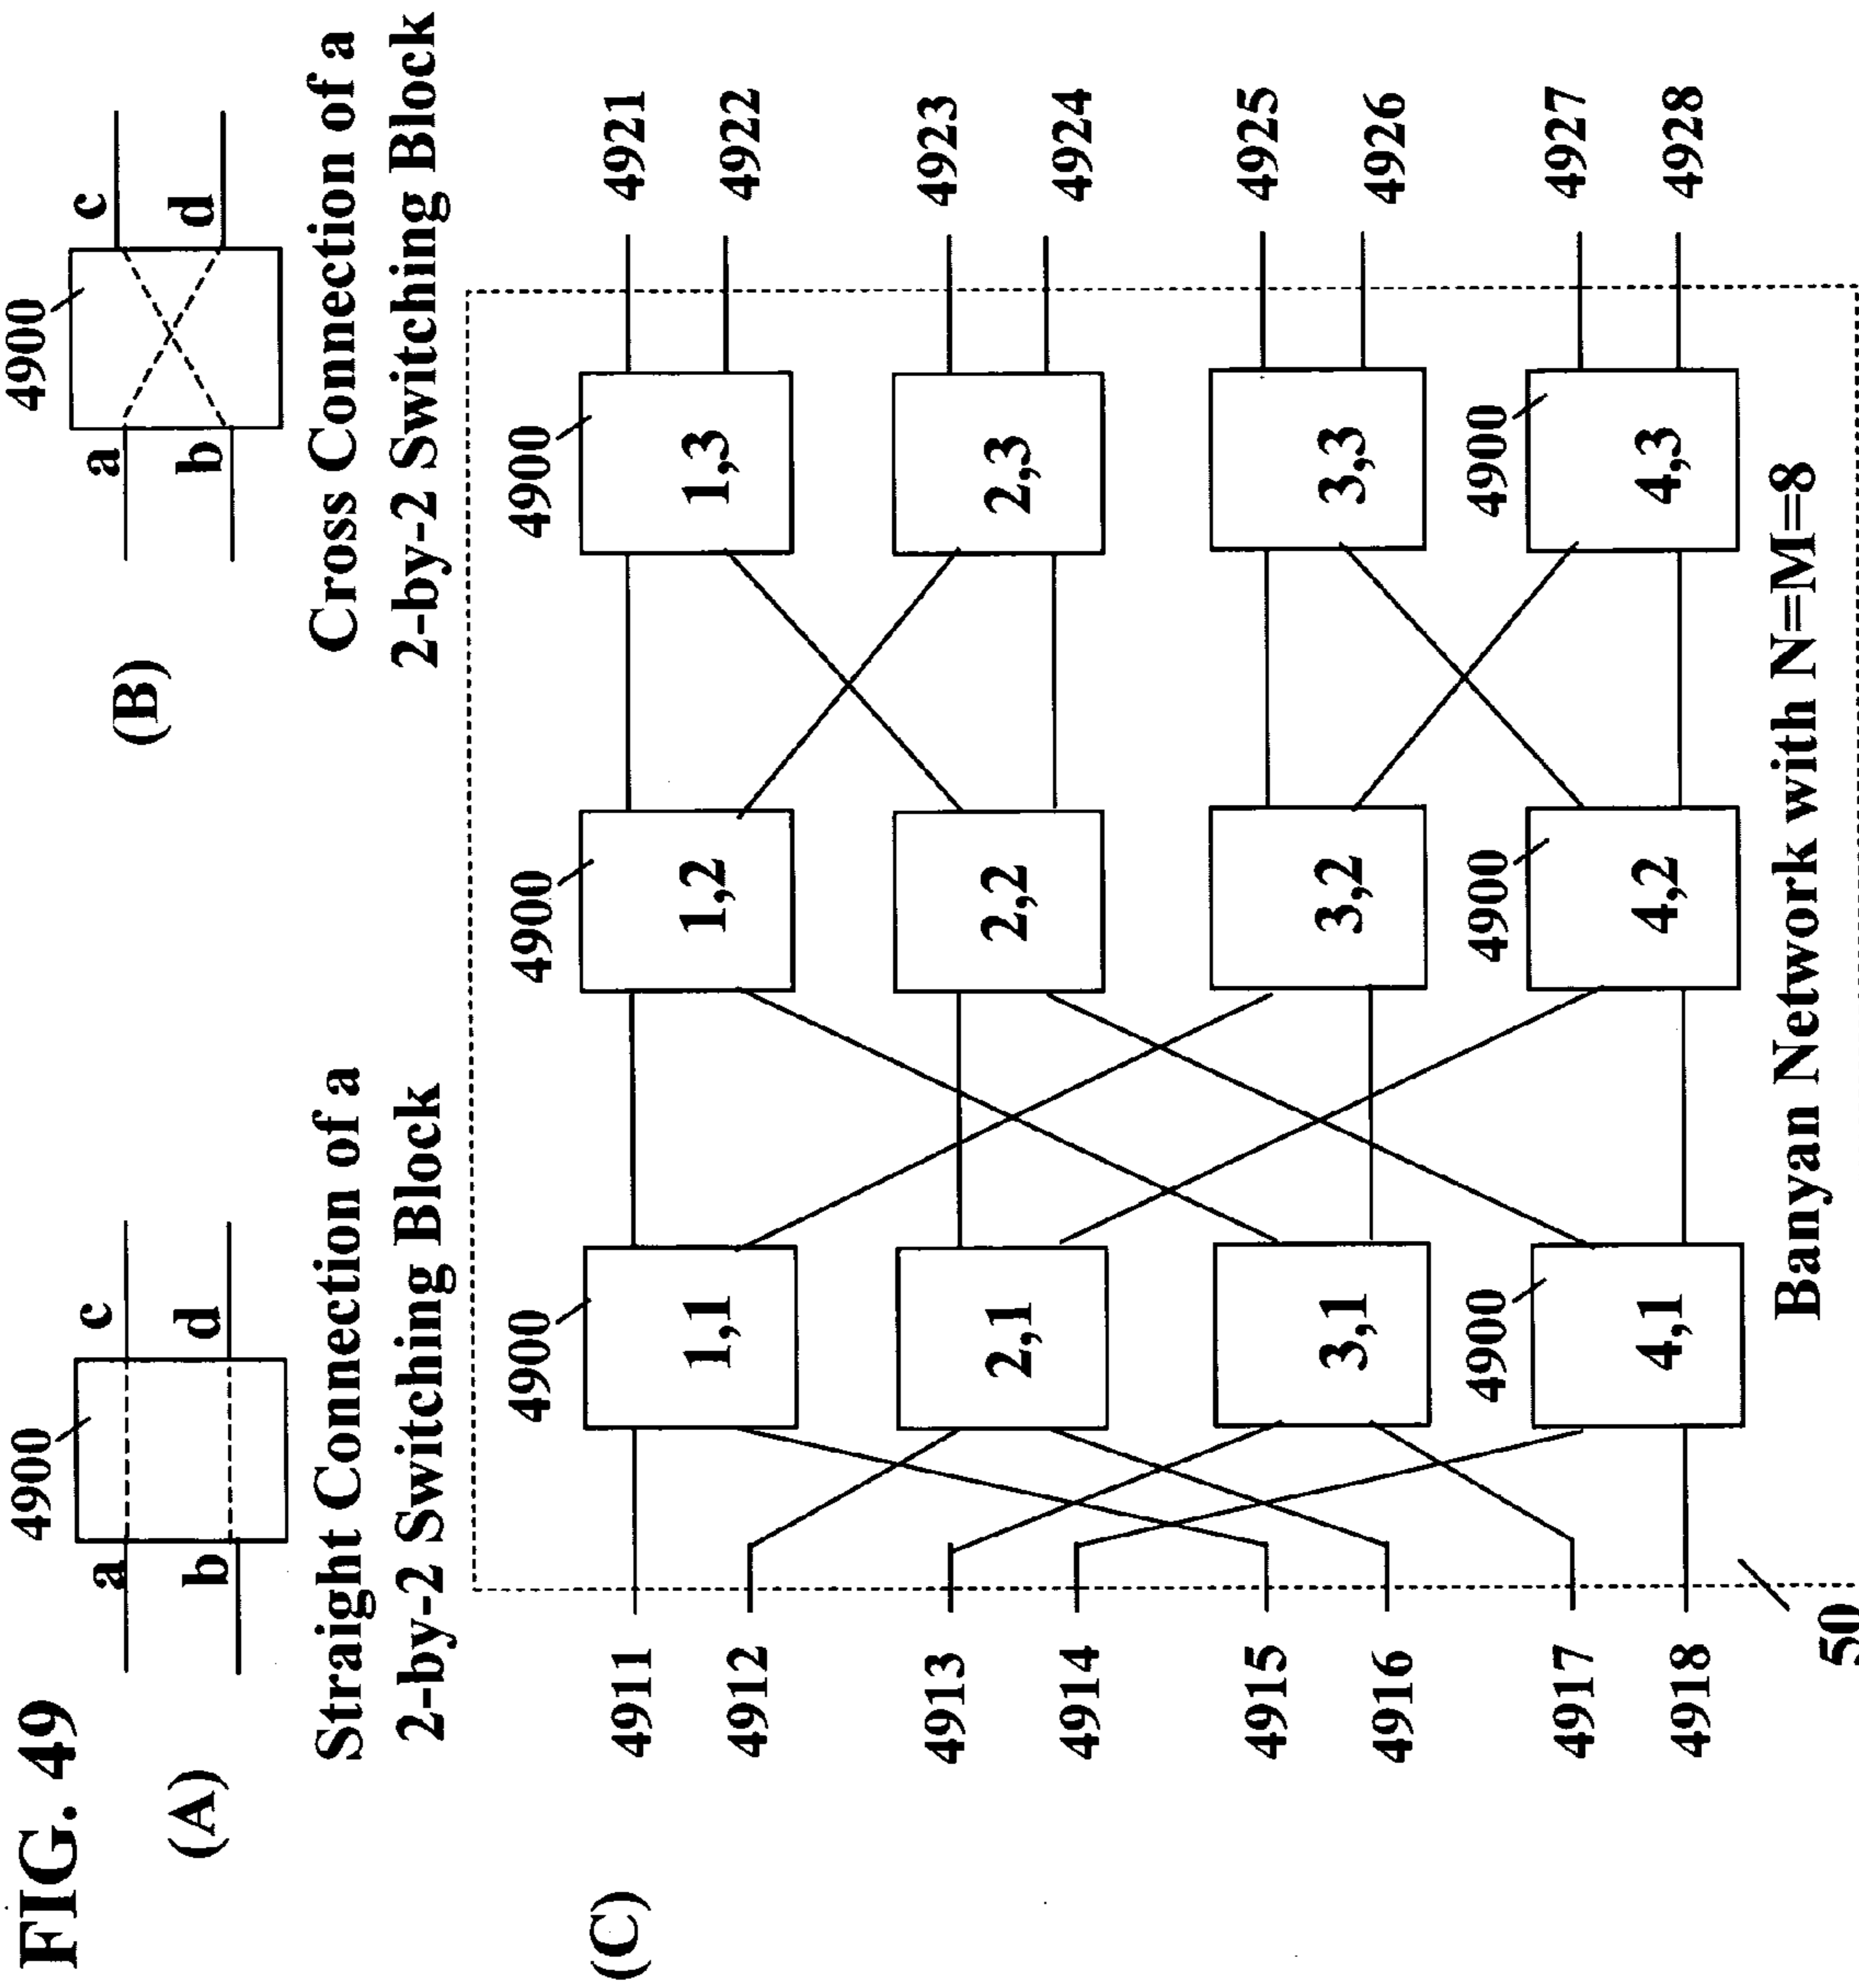 FIG. 49
(A)
4900
a
b
c
d
Straight Connection of a
2-by-2 Switching Block
(B)
4900
a
b
c
d
Cross Connection of a
2-by-2 Switching Block
(C)
4911
4912
4913
4914
4915
4916
4917
4918
4900
1,1
2,1
3,1
4900
4,1
4900
1,2
2,2
3,2
4900
4,2
4900
1,3
2,3
3,3
4900
4,3
4921
4922
4923
4924
4925
4926
4927
4928
50
Banyan Network with N=M=8